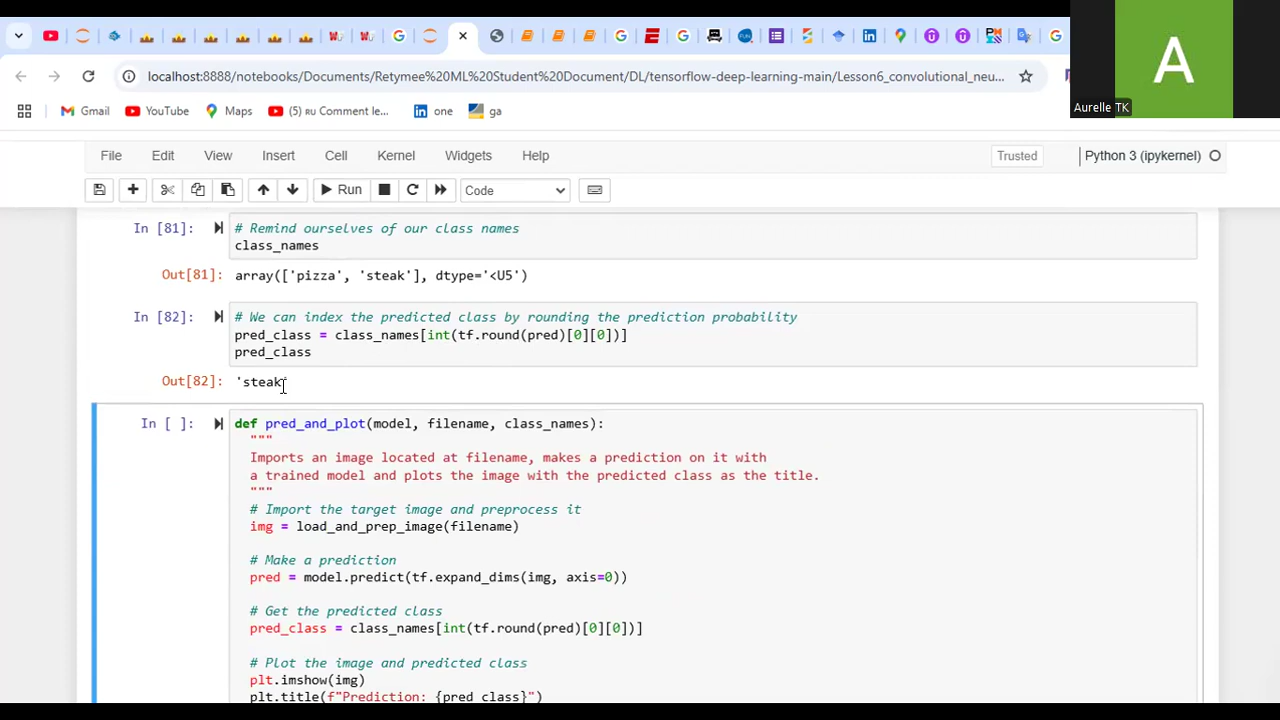 localhost:8888/notebooks/Documents/Retymee%20ML%20Student%20Document/DL/tensorflow-deep-learning-main/Lesson6_convolutional_neu...
Gmail YouTube Maps (5) ʀᴜ Comment le... one ga
A
Aurelle TK
File Edit View Insert Cell Kernel Widgets Help Trusted Python 3 (ipykernel)
Run Code
In [81]: # Remind ourselves of our class names
class_names
Out[81]: array(['pizza', 'steak'], dtype='<U5')
In [82]: # We can index the predicted class by rounding the prediction probability
pred_class = class_names[int(tf.round(pred)[0][0])]
pred_class
Out[82]: 'steak'
In [ ]: def pred_and_plot(model, filename, class_names):
"""
Imports an image located at filename, makes a prediction on it with
a trained model and plots the image with the predicted class as the title.
"""
# Import the target image and preprocess it
img = load_and_prep_image(filename)
# Make a prediction
pred = model.predict(tf.expand_dims(img, axis=0))
# Get the predicted class
pred_class = class_names[int(tf.round(pred)[0][0])]
# Plot the image and predicted class
plt.imshow(img)
plt.title(f"Prediction: {pred_class}")